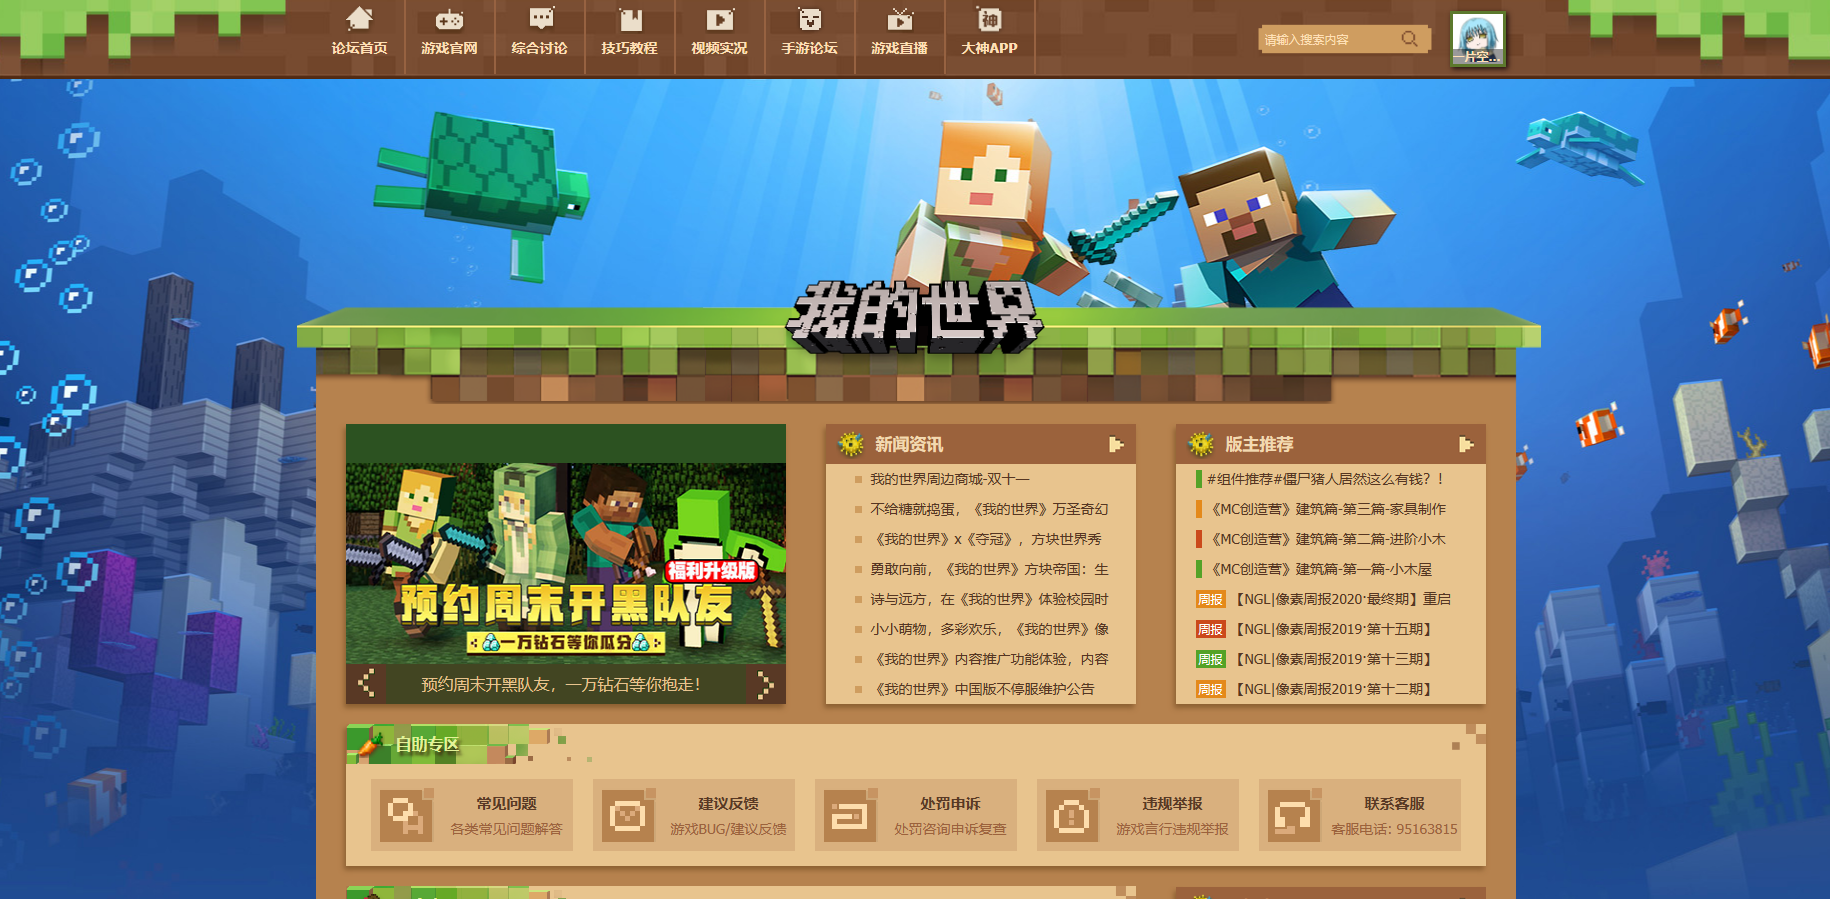 论坛首页
游戏官网
综合讨论
技巧教程
视频实况
手游论坛
游戏直播
神
大神APP
请输入搜索内容
一片空...
我的世界
福利升级版
预约周末开黑队友
一万钻石等你瓜分
预约周末开黑队友，一万钻石等你抱走！
新闻资讯
我的世界周边商城-双十一
不给糖就捣蛋，《我的世界》万圣奇幻
《我的世界》x《夺冠》，方块世界秀
勇敢向前，《我的世界》方块帝国：生
诗与远方，在《我的世界》体验校园时
小小萌物，多彩欢乐，《我的世界》像
《我的世界》内容推广功能体验，内容
《我的世界》中国版不停服维护公告
版主推荐
#组件推荐#僵尸猪人居然这么有钱？！
《MC创造营》建筑篇-第三篇-家具制作
《MC创造营》建筑篇-第二篇-进阶小木
《MC创造营》建筑篇-第一篇-小木屋
周报 【NGL|像素周报2020·最终期】重启
周报 【NGL|像素周报2019·第十五期】
周报 【NGL|像素周报2019·第十三期】
周报 【NGL|像素周报2019·第十二期】
自助专区
常见问题
各类常见问题解答
建议反馈
游戏BUG/建议反馈
处罚申诉
处罚咨询申诉复查
违规举报
游戏言行违规举报
联系客服
客服电话: 95163815